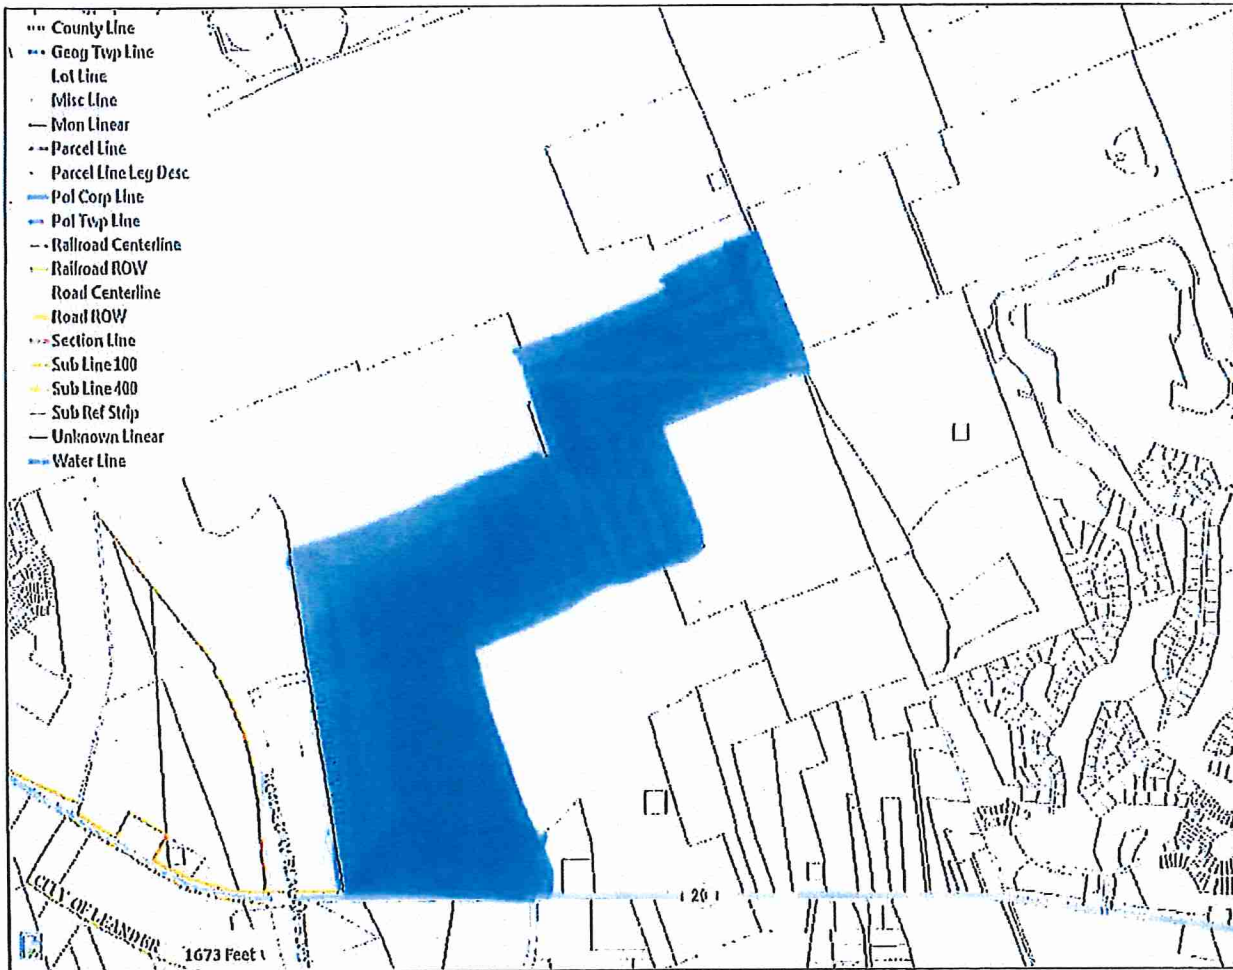 County Line
Geog Twp Line
Lot Line
Misc Line
Mon Linear
Parcel Line
Parcel Line Leg Desc
Pol Corp Line
Pol Twp Line
Railroad Centerline
Railroad ROW
Road Centerline
Road ROW
Section Line
Sub Line 100
Sub Line 400
Sub Ref Strip
Unknown Linear
Water Line
20
CITY OF LEANDER
1673 Feet